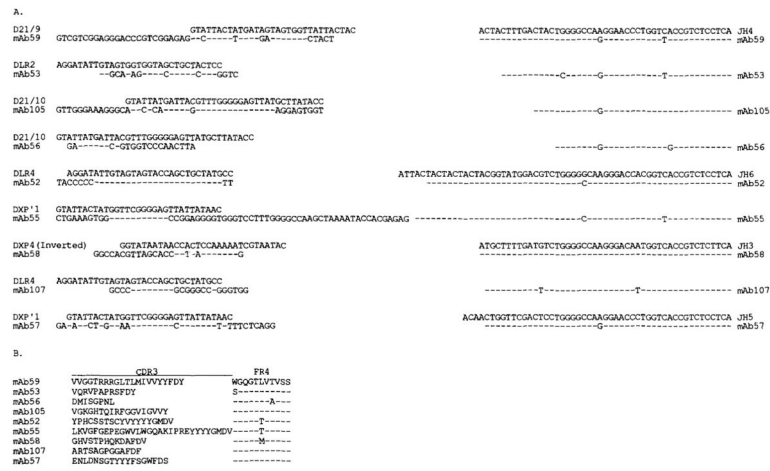 A.
D21/9 GTATTACTATGATAGTAGTGGTTATTACTAC ACTACTTTGACTACTGGGGCCAAGGAACCCTGGTCACCGTCTCCTCA JH4
mAb59 GTCGTCGGAGGGACCCGTCGGAGAG--C-----T----GA-----CTACT ----------------------G------------T------------ mAb59
DLR2 AGGATATTGTAGTGGTGGTAGCTGCTACTCC
mAb53 --GCA-AG-----C-----C---GGTC -----------C------G------------T------------ mAb53
D21/10 GTATTATGATTACGTTTGGGGGAGTTATGCTTATACC
mAb105 GTTGGGAAAGGGCA--C-CA----G---------------AGGAGTGGT ------------G------------------------ mAb105
D21/10 GTATTATGATTACGTTTGGGGGAGTTATGCTTATACC
mAb56 GA------C-GTGGTCCCAACTTA --------G-------------G----------- mAb56
DLR4 AGGATATTGTAGTAGTACCAGCTGCTATGCC ATTACTACTACTACTACGGTATGGACGTCTGGGGGCAAGGGACCACGGTCACCGTCTCCTCA JH6
mAb52 TACCCCC------------------------TT -----------------------------C--------------------------- mAb52
DXP'1 GTATTACTATGGTTCGGGGAGTTATTATAAC
mAb55 CTGAAAGTGG-----------CCGGAGGGGTGGGTCCTTTGGGGCCAAGCTAAAATACCACGAGAG -------------------------------C--------------T------------ mAb55
DXP4(Inverted) GGTATAATAACCACTCCAAAAATCGTAATAC ATGCTTTTGATGTCTGGGGCCAAGGGACAATGGTCACCGTCTCTTCA JH3
mAb58 GGCCACGTTAGCACC--T-A-------G ----------------------------------------------- mAb58
DLR4 AGGATATTGTAGTAGTACCAGCTGCTATGCC
mAb107 GCCC---------GCGGGCC-GGGTGG -----------T------------------T----------------- mAb107
DXP'1 GTATTACTATGGTTCGGGGAGTTATTATAAC ACAACTGGTTCGACTCCTGGGGCCAAGGAACCCTGGTCACCGTCTCCTCA JH5
mAb57 GA-A--CT-G--AA--------C-------T-TTTCTCAGG ---------------------G------------------------ mAb57
B.
CDR3 FR4
mAb59 VVGGTRRRGLTLMIVVYYFDY WGQGTLVTVSS
mAb53 VQRVPAPRSFDY S----------
mAb56 DMISGPNL -------A---
mAb105 VGKGHTQIRFGGVIGVVY -----------
mAb52 YPHCSSTSCYVYYYYGMDV -----T-----
mAb55 LKVGFGEPEGWVLWGQAKIPREYYYYGMDV -----T-----
mAb58 GHVSTPHQKDAFDV -----M-----
mAb107 ARTSAGPGGAFDF -----------
mAb57 ENLDNSGTYYYFSGWFDS -----------